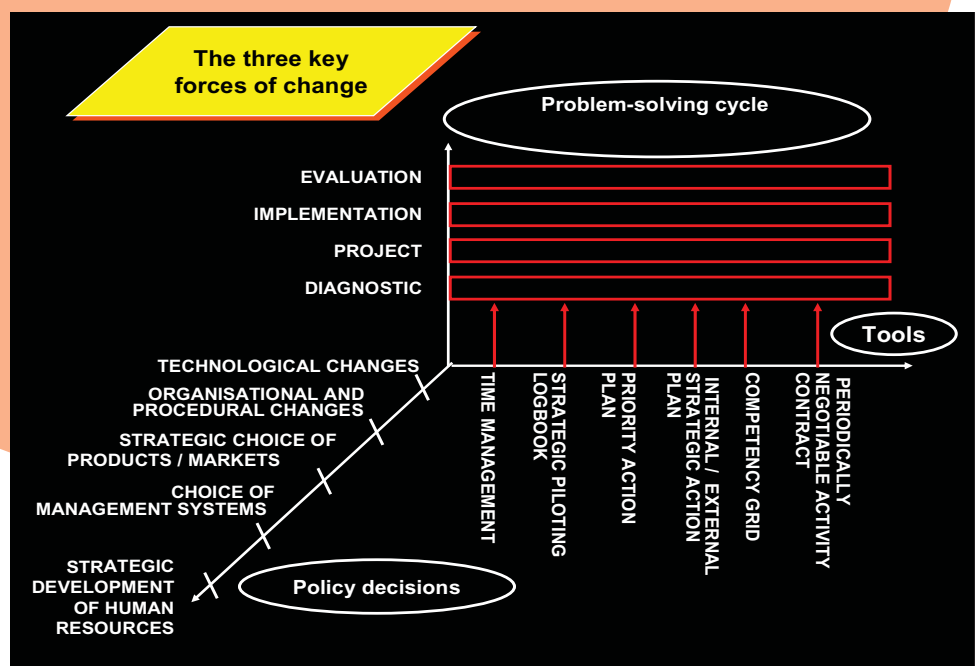 The three key
forces of change
Problem-solving cycle
EVALUATION
IMPLEMENTATION
PROJECT
DIAGNOSTIC
Tools
TECHNOLOGICAL CHANGES
ORGANISATIONAL AND
PROCEDURAL CHANGES
STRATEGIC CHOICE OF
PRODUCTS / MARKETS
CHOICE OF
MANAGEMENT SYSTEMS
STRATEGIC
DEVELOPMENT
OF HUMAN
RESOURCES
Policy decisions
TIME MANAGEMENT
STRATEGIC PILOTING
LOGBOOK
PRIORITY ACTION
PLAN
INTERNAL / EXTERNAL
STRATEGIC ACTION
PLAN
COMPETENCY GRID
PERIODICALLY
NEGOTIABLE ACTIVITY
CONTRACT